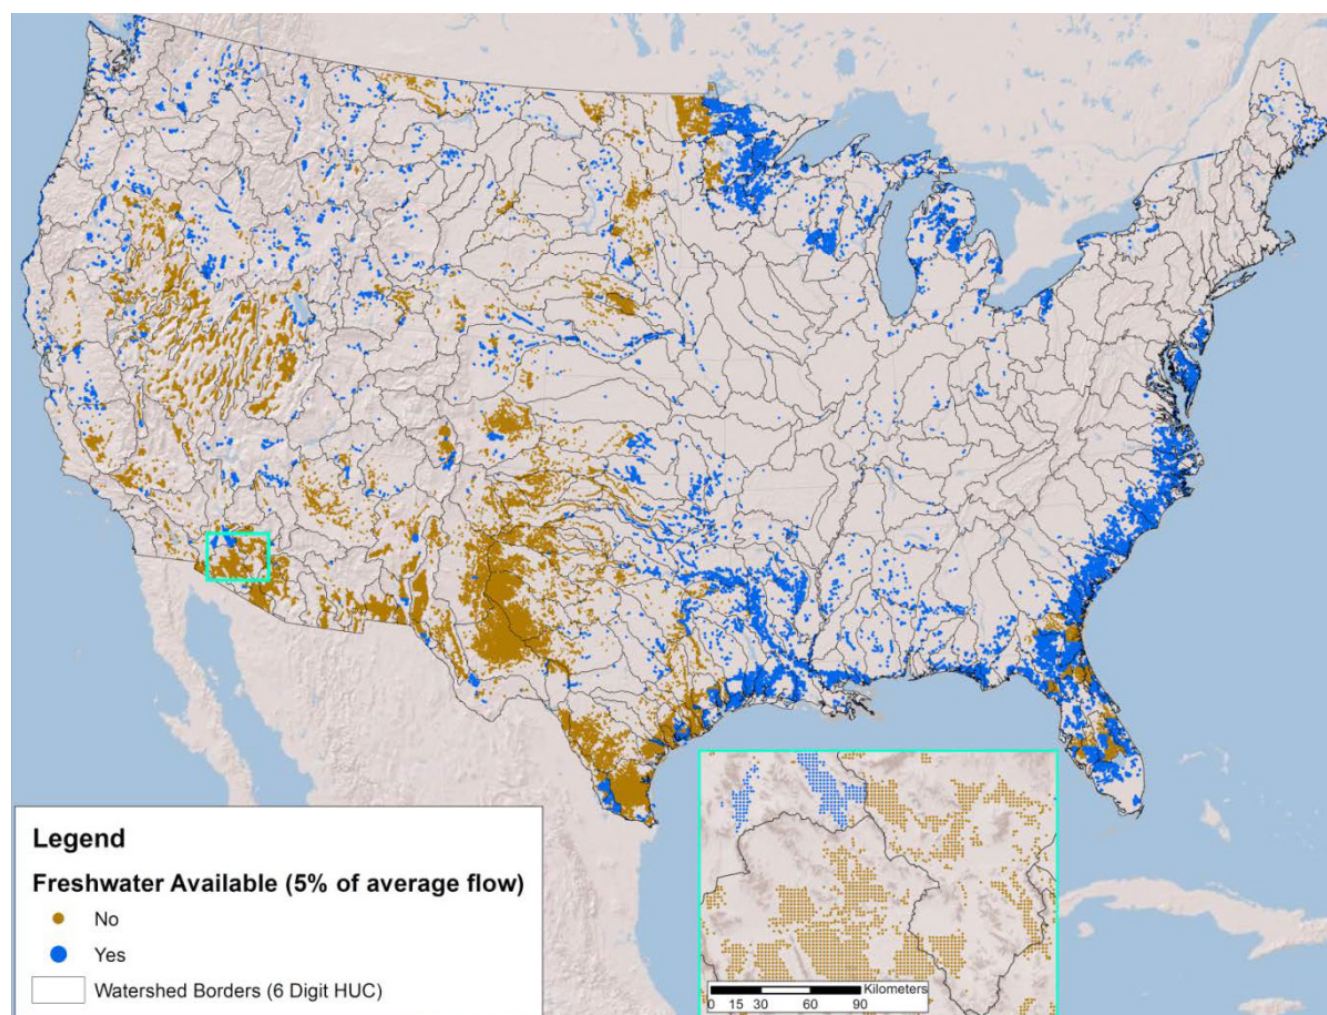 Legend
Freshwater Available (5% of average flow)
No
Yes
Watershed Borders (6 Digit HUC)
Kilometers
0 15 30 60 90